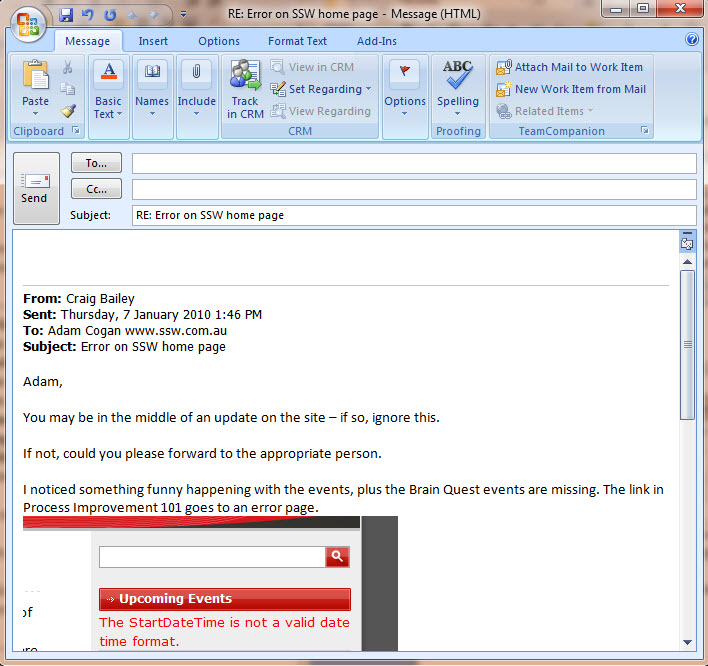 RE: Error on SSW home page - Message (HTML)
Message Insert Options Format Text Add-Ins
Paste
Basic Text
Names
Include
Track in CRM
View in CRM
Set Regarding
View Regarding
Options
ABC
Spelling
Attach Mail to Work Item
New Work Item from Mail
Related Items
Clipboard CRM Proofing TeamCompanion
Send
To...
Cc...
Subject: RE: Error on SSW home page
From: Craig Bailey
Sent: Thursday, 7 January 2010 1:46 PM
To: Adam Cogan www.ssw.com.au
Subject: Error on SSW home page
Adam,
You may be in the middle of an update on the site – if so, ignore this.
If not, could you please forward to the appropriate person.
I noticed something funny happening with the events, plus the Brain Quest events are missing. The link in
Process Improvement 101 goes to an error page.
Upcoming Events
of
The StartDateTime is not a valid date
time format.